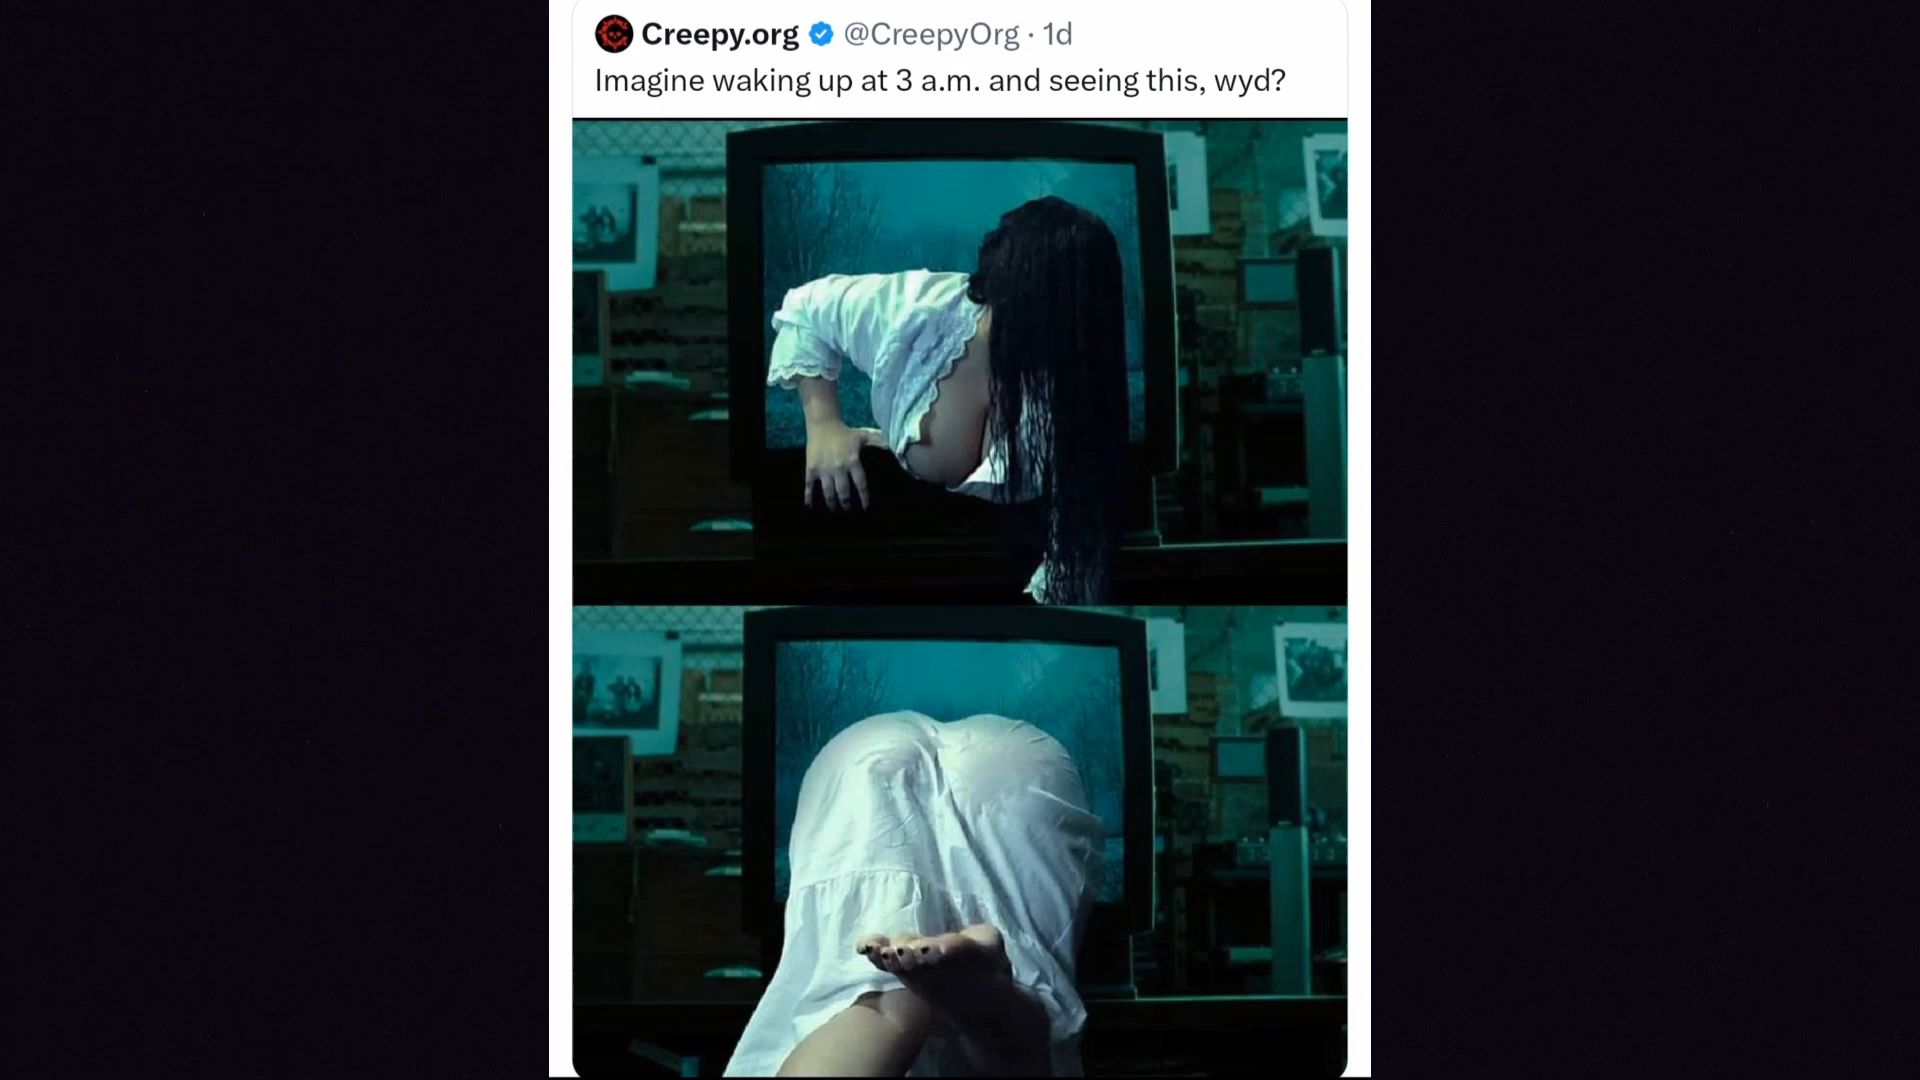 Creepy.org @CreepyOrg · 1d
Imagine waking up at 3 a.m. and seeing this, wyd?